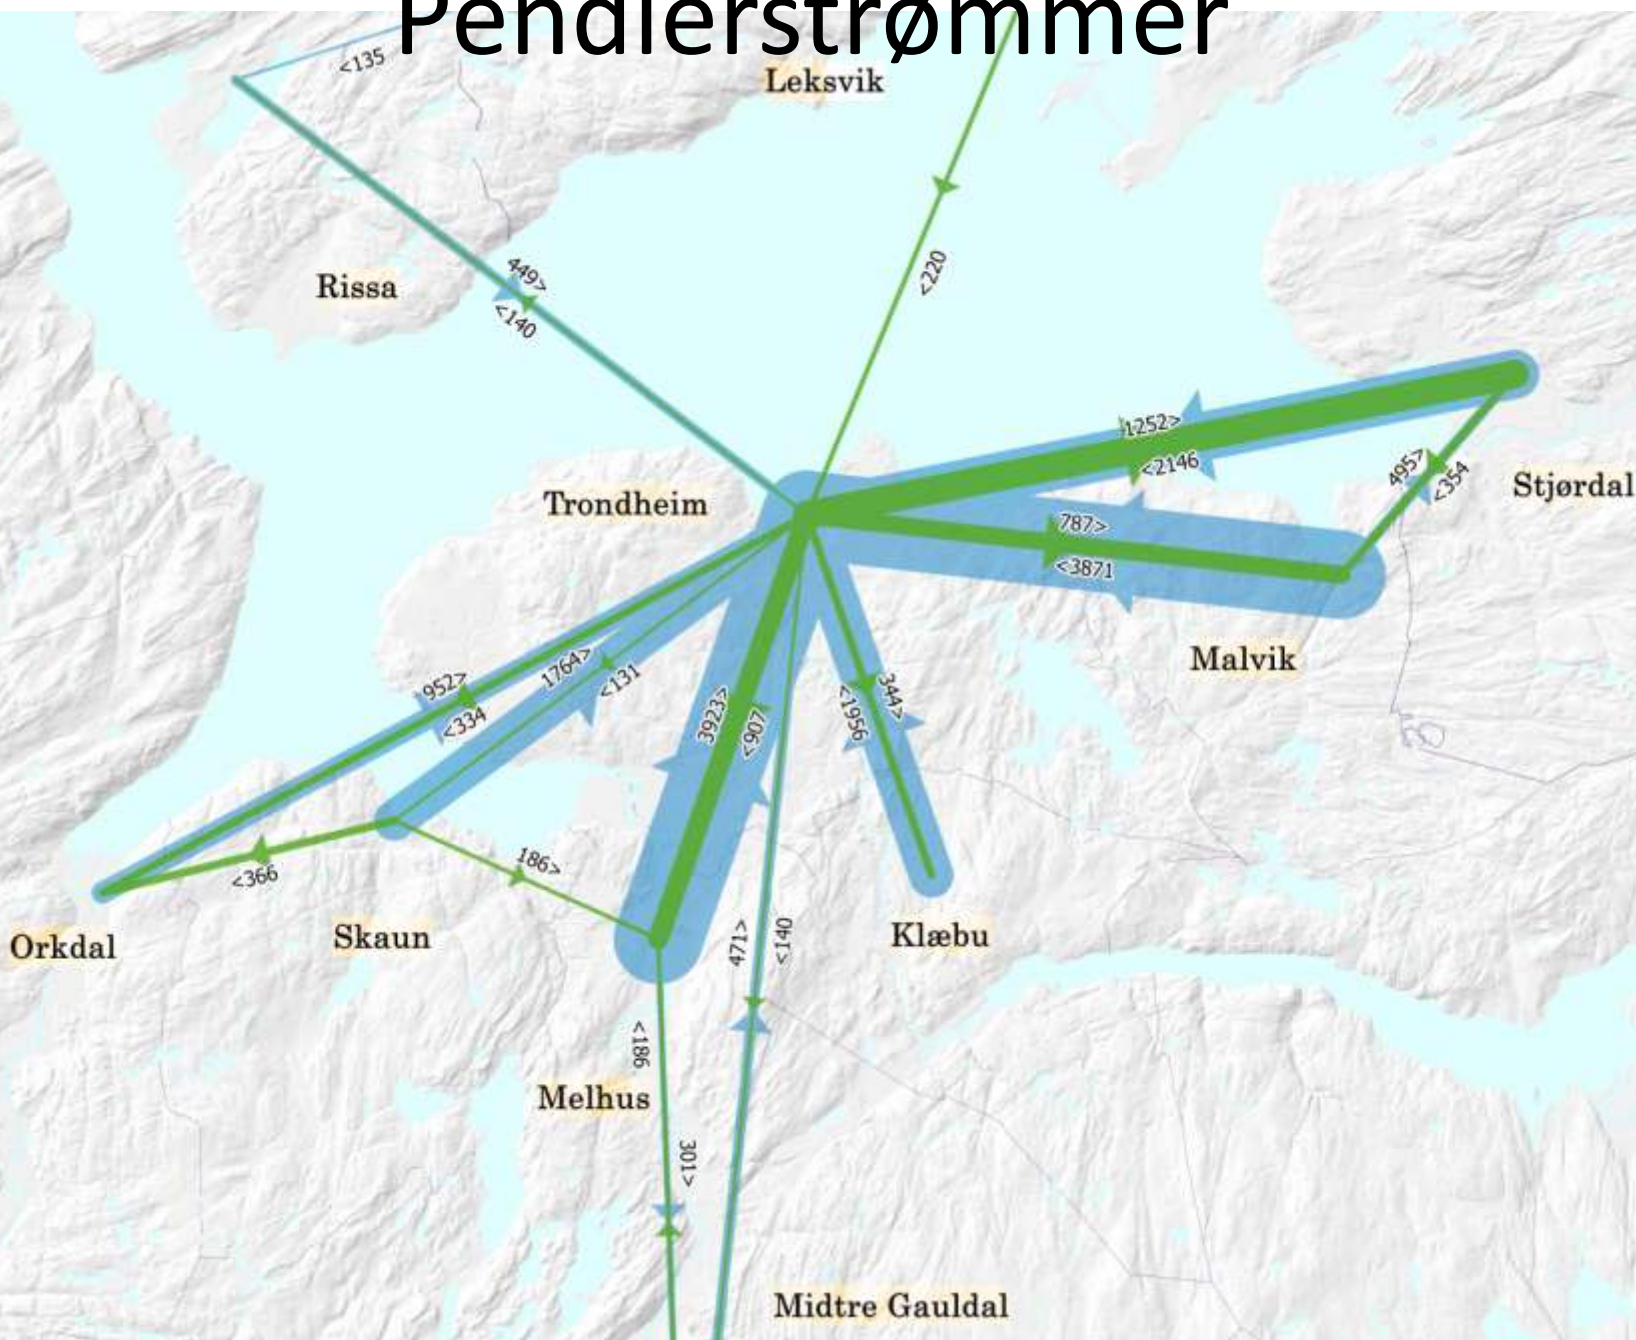 Pendlerstrømmer
<135
Leksvik
449>
<140
<220
Rissa
1252>
<2146
495>
<354
Stjørdal
Trondheim
787>
<3871
Malvik
952>
<334
1764>
<131
3923>
<907
<1956
344>
<366
186>
Orkdal
Skaun
Klæbu
471>
<140
<186
Melhus
301>
Midtre Gauldal